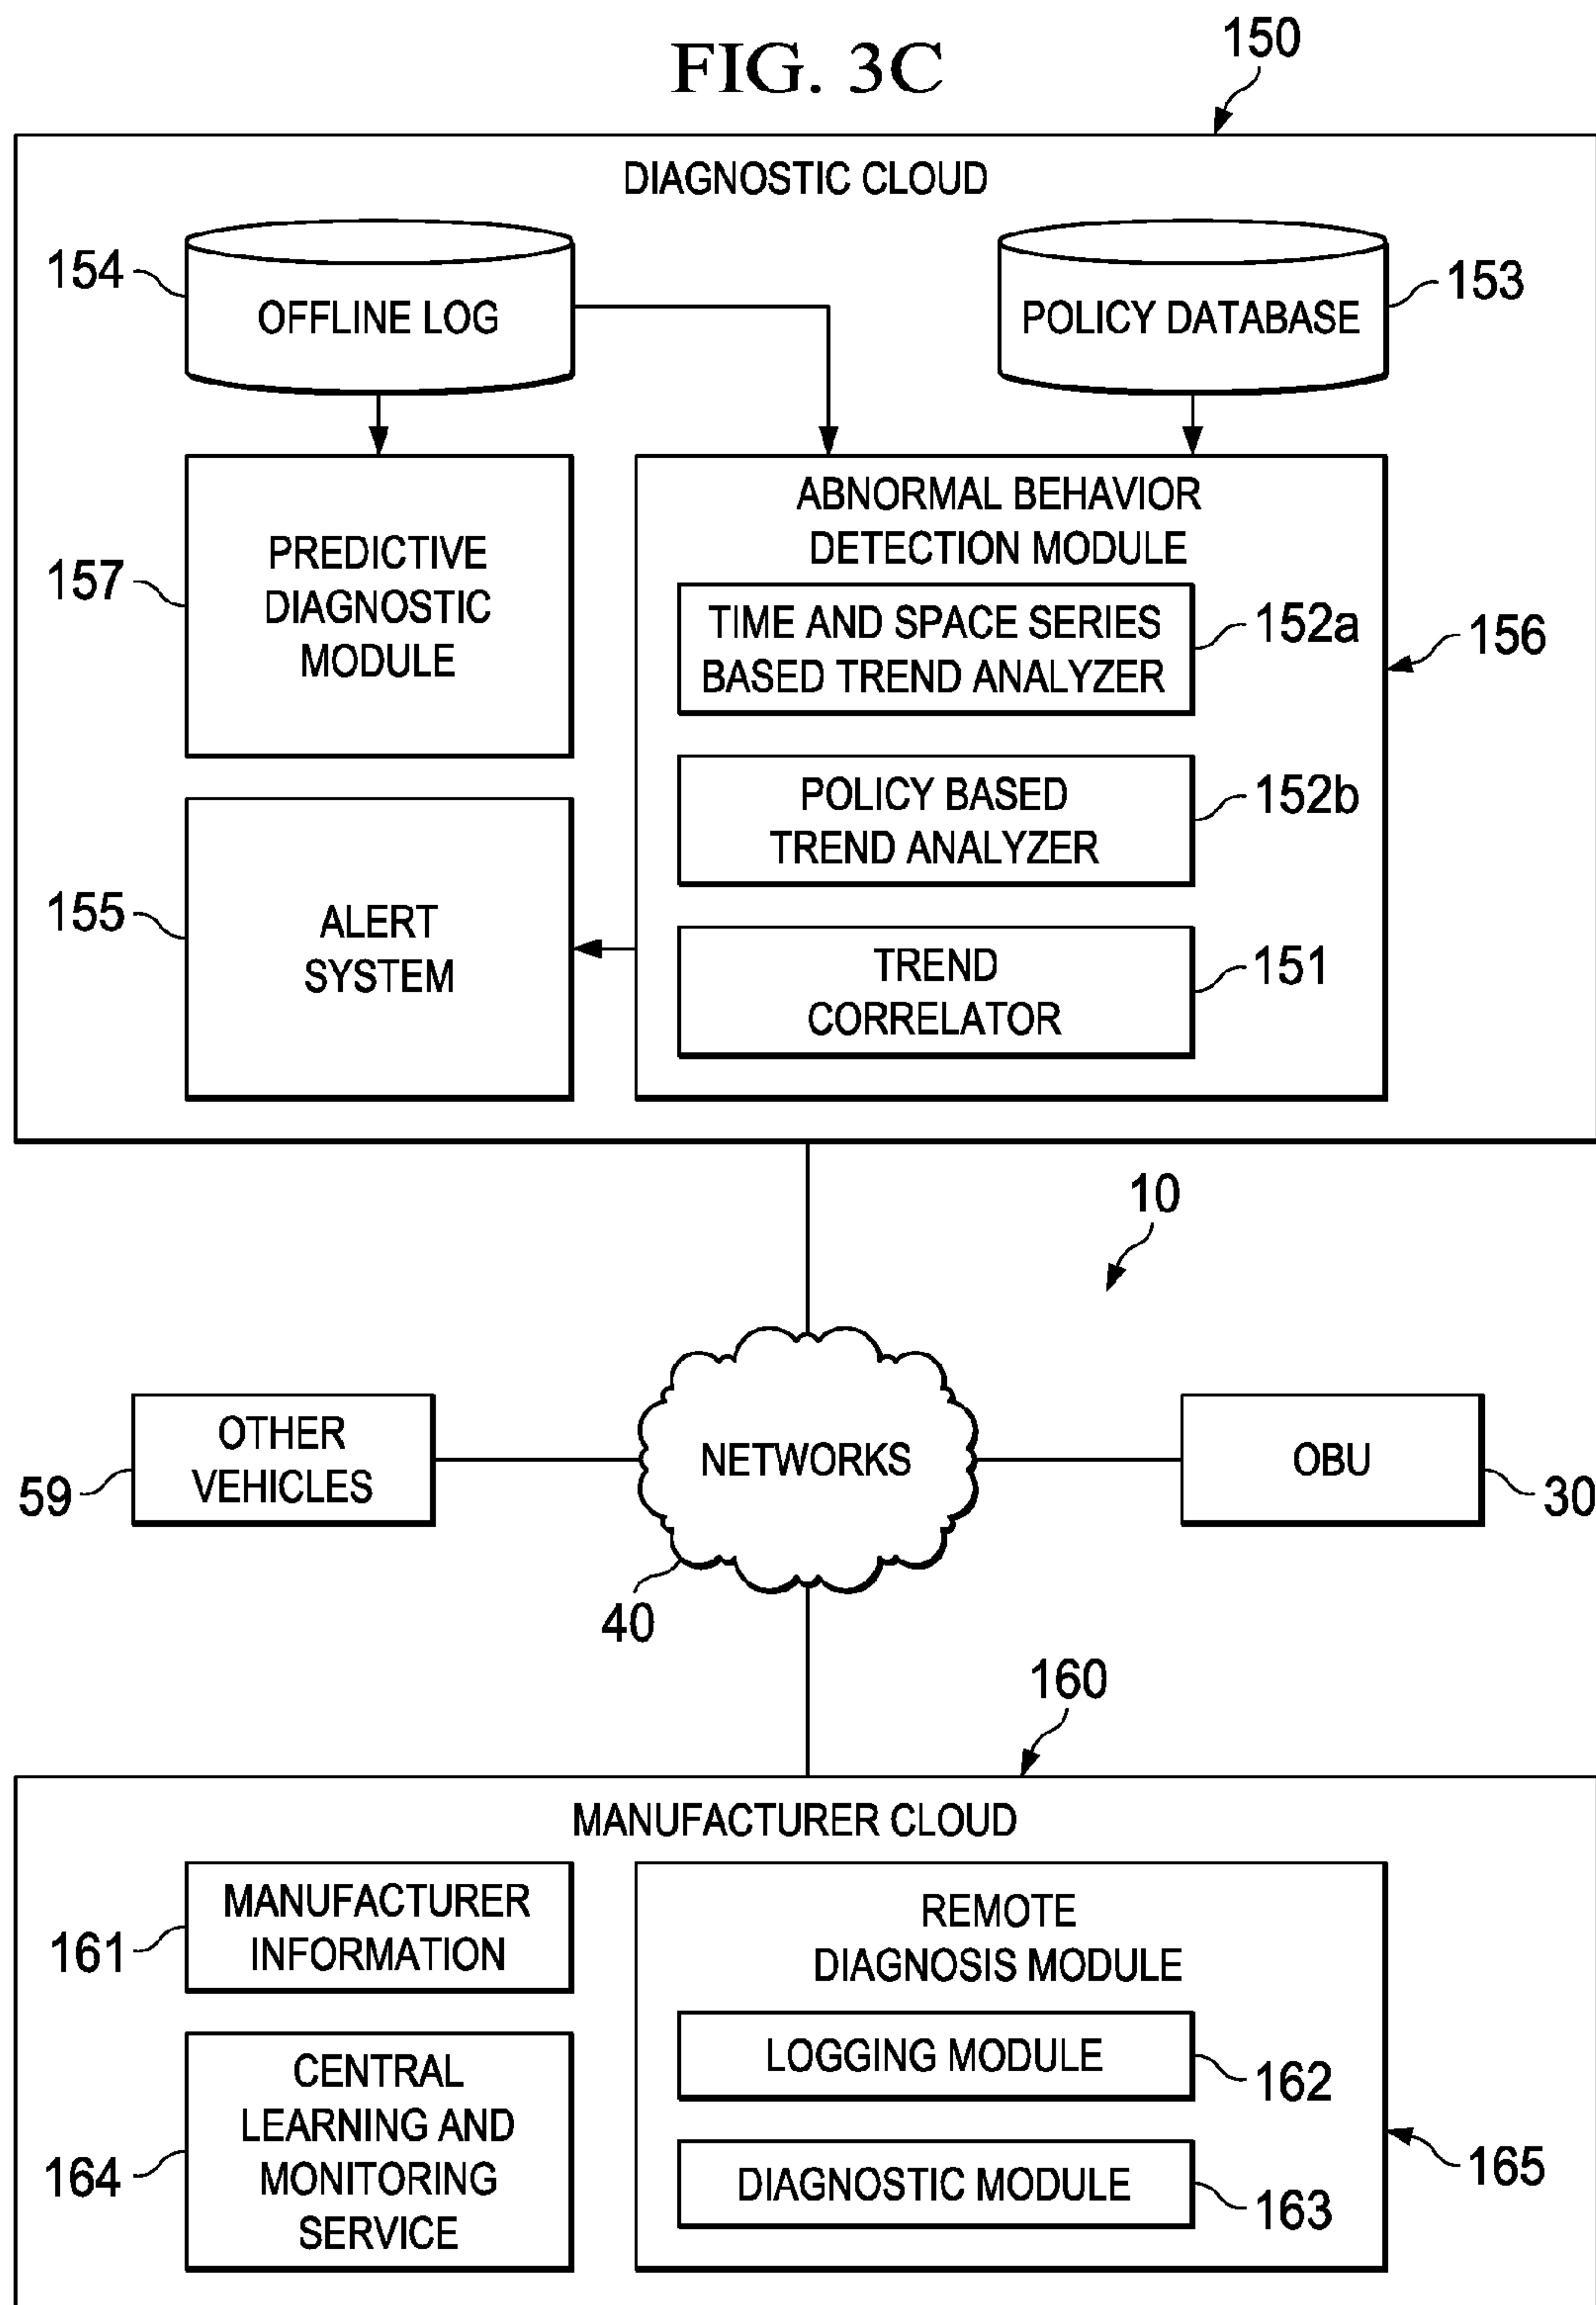 FIG. 3C
150
DIAGNOSTIC CLOUD
154
OFFLINE LOG
POLICY DATABASE
153
157
PREDICTIVE
DIAGNOSTIC
MODULE
ABNORMAL BEHAVIOR
DETECTION MODULE
TIME AND SPACE SERIES
BASED TREND ANALYZER
152a
156
POLICY BASED
TREND ANALYZER
152b
155
ALERT
SYSTEM
TREND
CORRELATOR
151
10
OTHER
VEHICLES
59
NETWORKS
40
OBU
30
160
MANUFACTURER CLOUD
MANUFACTURER
INFORMATION
161
REMOTE
DIAGNOSIS MODULE
LOGGING MODULE
162
CENTRAL
LEARNING AND
MONITORING
SERVICE
164
DIAGNOSTIC MODULE
163
165